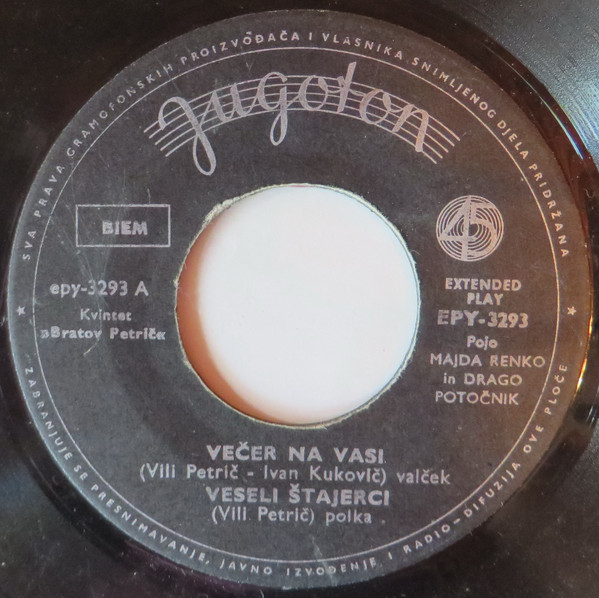 SVA PRAVA GRAMOFONSKIH PROIZVOĐAČA I VLASNIKA SNIMLJENOG DJELA PRIDRŽANA
Jugoton
BIEM
45
epy-3293 A
Kvintet
»Bratov Petrič«
EXTENDED
PLAY
EPY-3293
Pojo
MAJDA RENKO
in DRAGO
POTOČNIK
VEČER NA VASI
(Vili Petrič - Ivan Kukovič) valček
VESELI ŠTAJERCI
(Vili Petrič) polka
ZABRANJUJE SE PRESNIMAVANJE, JAVNO IZVOĐENJE I RADIO-DIFUZIJA OVE PLOČE